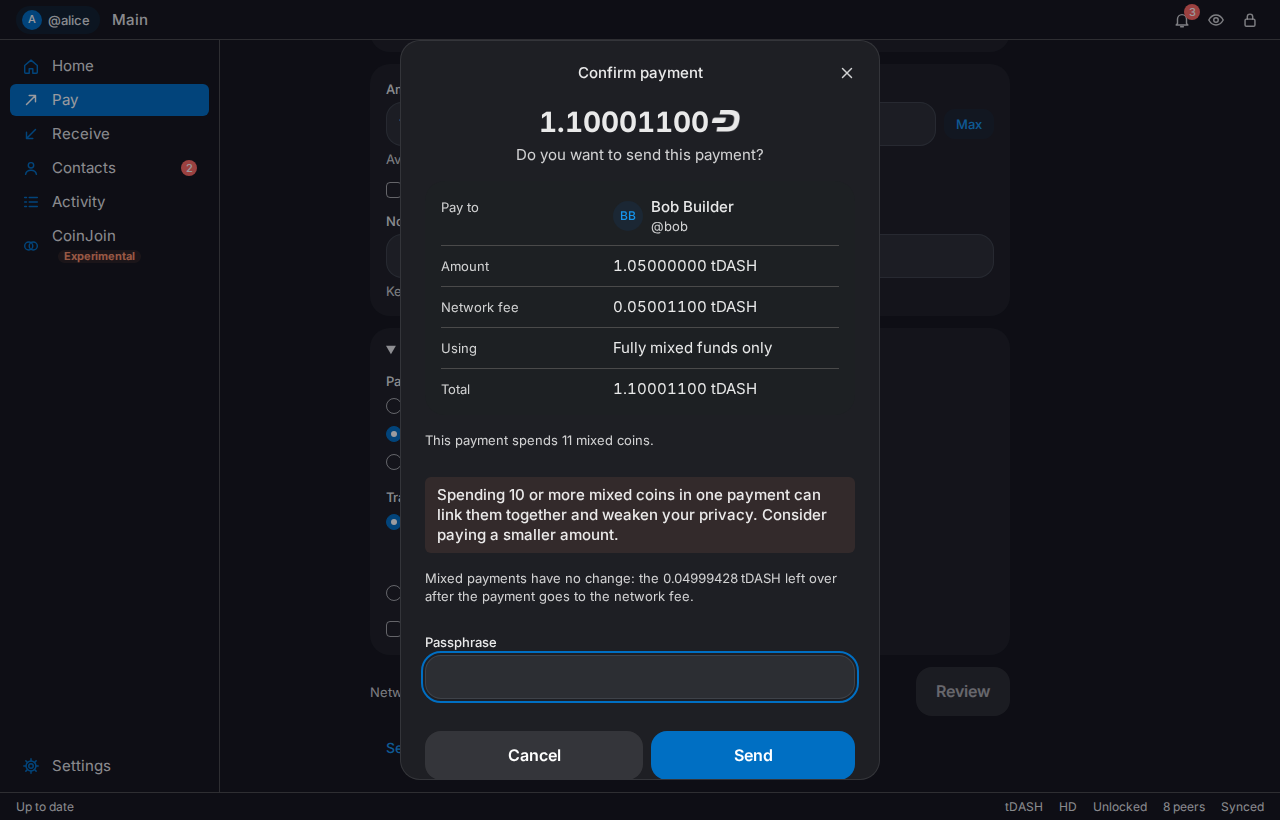 A @alice Main 3
Home
Pay
Receive
Contacts 2
Activity
CoinJoin
Experimental
Settings
Max
Confirm payment
1.10001100
Do you want to send this payment?
Pay to BB Bob Builder
@bob
Amount 1.05000000 tDASH
Network fee 0.05001100 tDASH
Using Fully mixed funds only
Total 1.10001100 tDASH
This payment spends 11 mixed coins.
Spending 10 or more mixed coins in one payment can
link them together and weaken your privacy. Consider
paying a smaller amount.
Mixed payments have no change: the 0.04999428 tDASH left over
after the payment goes to the network fee.
Passphrase
Cancel Send
Review
Up to date tDASH HD Unlocked 8 peers Synced